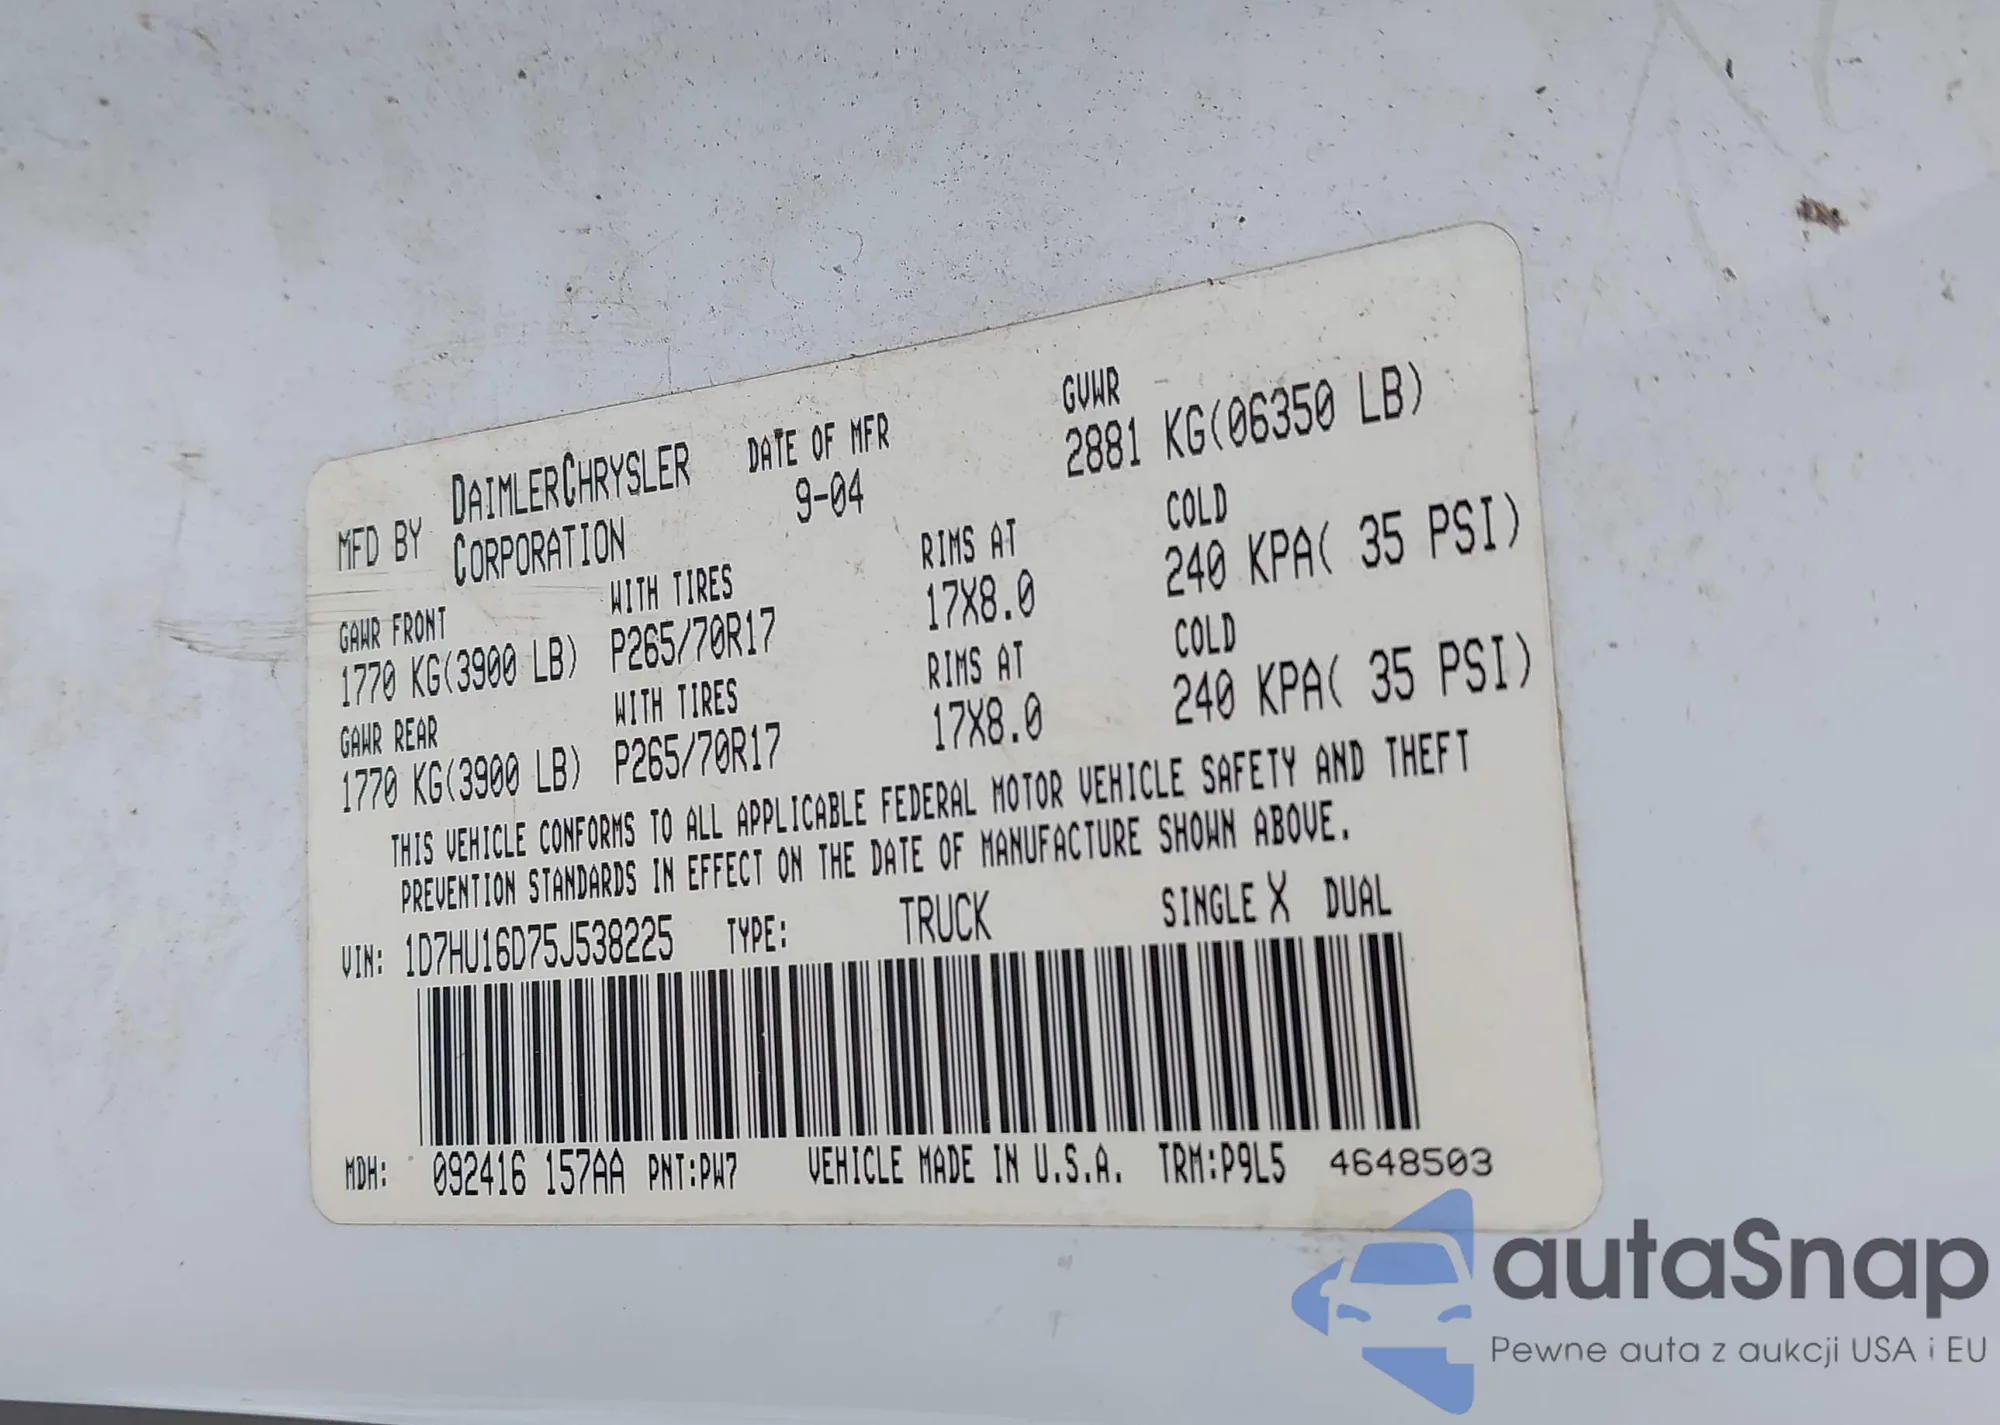 MFD BY DAIMLERCHRYSLER CORPORATION
DATE OF MFR
9-04
GVWR
2881 KG(06350 LB)
GAWR FRONT WITH TIRES RIMS AT COLD
1770 KG(3900 LB) P265/70R17 17X8.0 240 KPA( 35 PSI)
GAWR REAR WITH TIRES RIMS AT COLD
1770 KG(3900 LB) P265/70R17 17X8.0 240 KPA( 35 PSI)
THIS VEHICLE CONFORMS TO ALL APPLICABLE FEDERAL MOTOR VEHICLE SAFETY AND THEFT
PREVENTION STANDARDS IN EFFECT ON THE DATE OF MANUFACTURE SHOWN ABOVE.
VIN: 1D7HU16D75J538225 TYPE: TRUCK SINGLE X DUAL
MDH: 092416 157AA PNT:PW7 VEHICLE MADE IN U.S.A. TRM:P9L5 4648503
autaSnap
Pewne auta z aukcji USA i EU